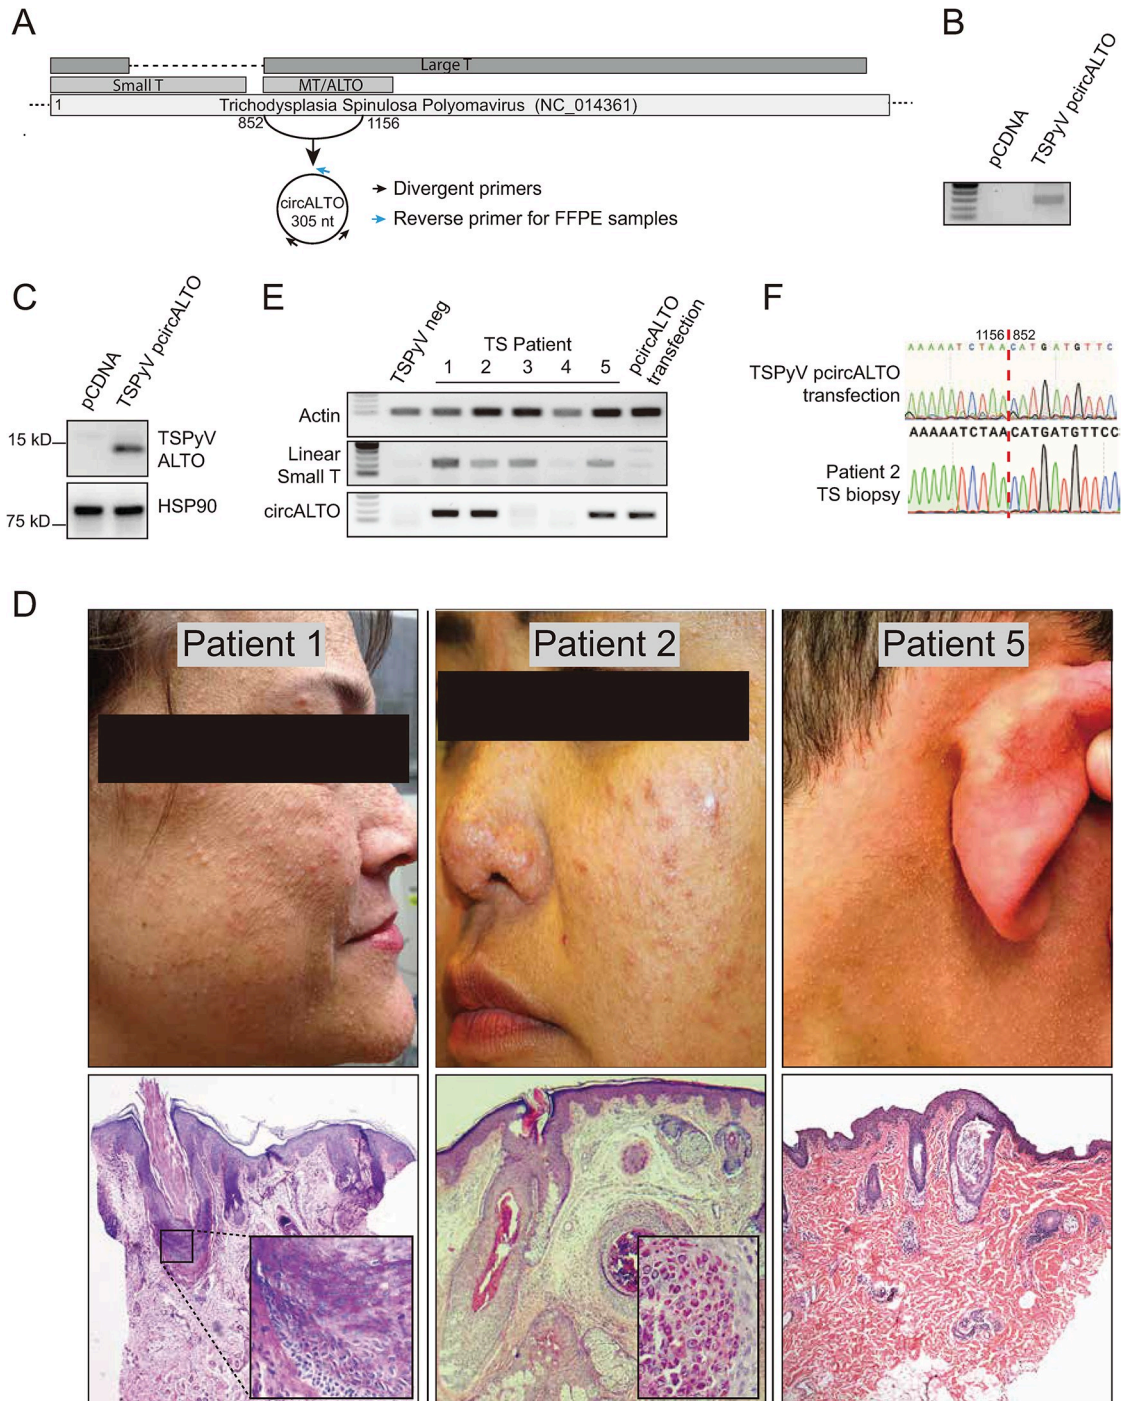 A
Large T
Small T
MT/ALTO
1
Trichodysplasia Spinulosa Polyomavirus (NC_014361)
852
1156
circALTO
305 nt
Divergent primers
Reverse primer for FFPE samples
B
pCDNA
TSPyV pcircALTO
C
pCDNA
TSPyV pcircALTO
15 kD
TSPyV
ALTO
75 kD
HSP90
E
TSPyV neg
TS Patient
1 2 3 4 5
pcircALTO
transfection
Actin
Linear
Small T
circALTO
F
1156 852
AAAAATCTAACATGATGTTC
TSPyV pcircALTO
transfection
AAAAATCTAACATGATGTTCC
Patient 2
TS biopsy
D
Patient 1
Patient 2
Patient 5